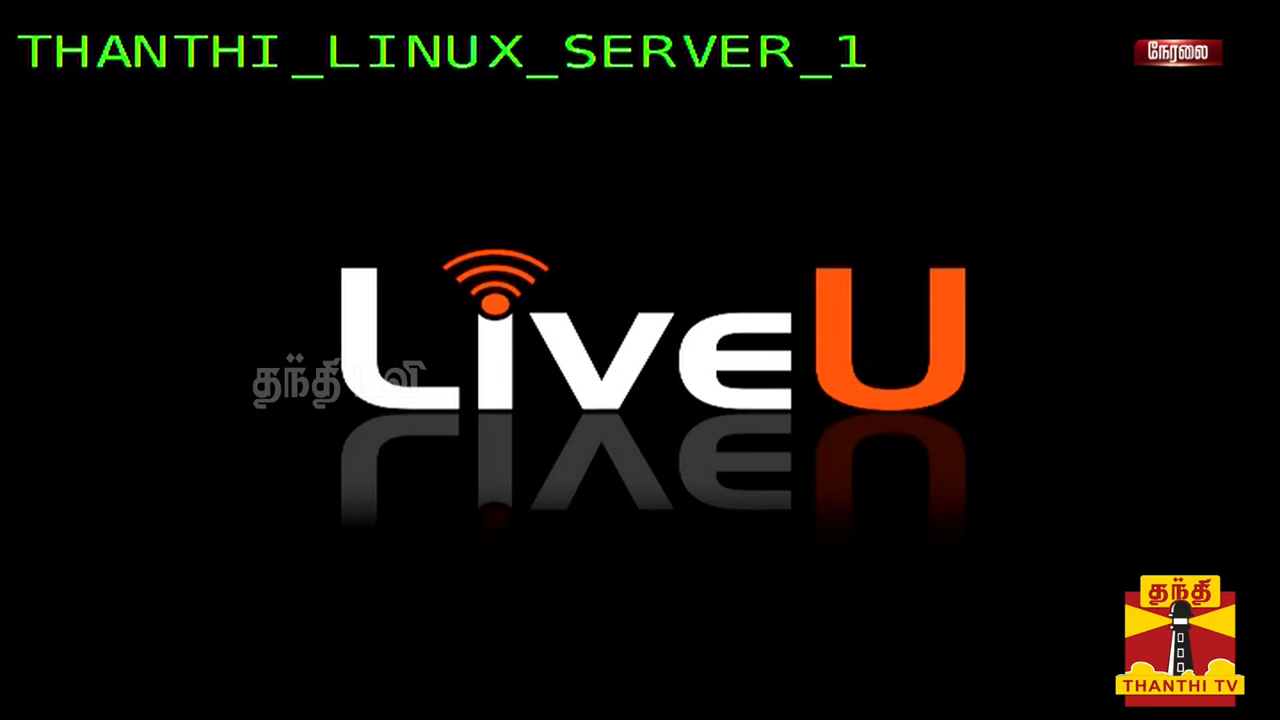 THANTHI_LINUX_SERVER_1
நேரலை
LiveU
தந்தி டிவி
தந்தி
THANTHI TV